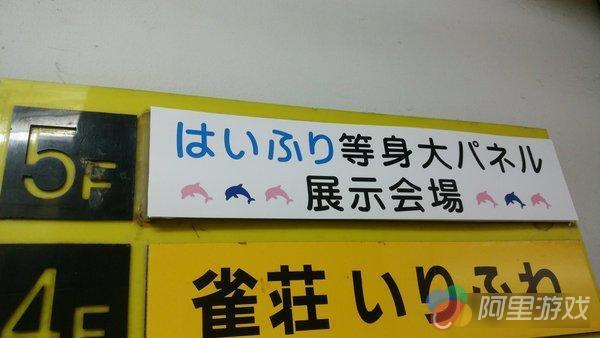 5F
はいふり等身大パネル
展示会場
4F
雀荘 いりふね
阿里游戏